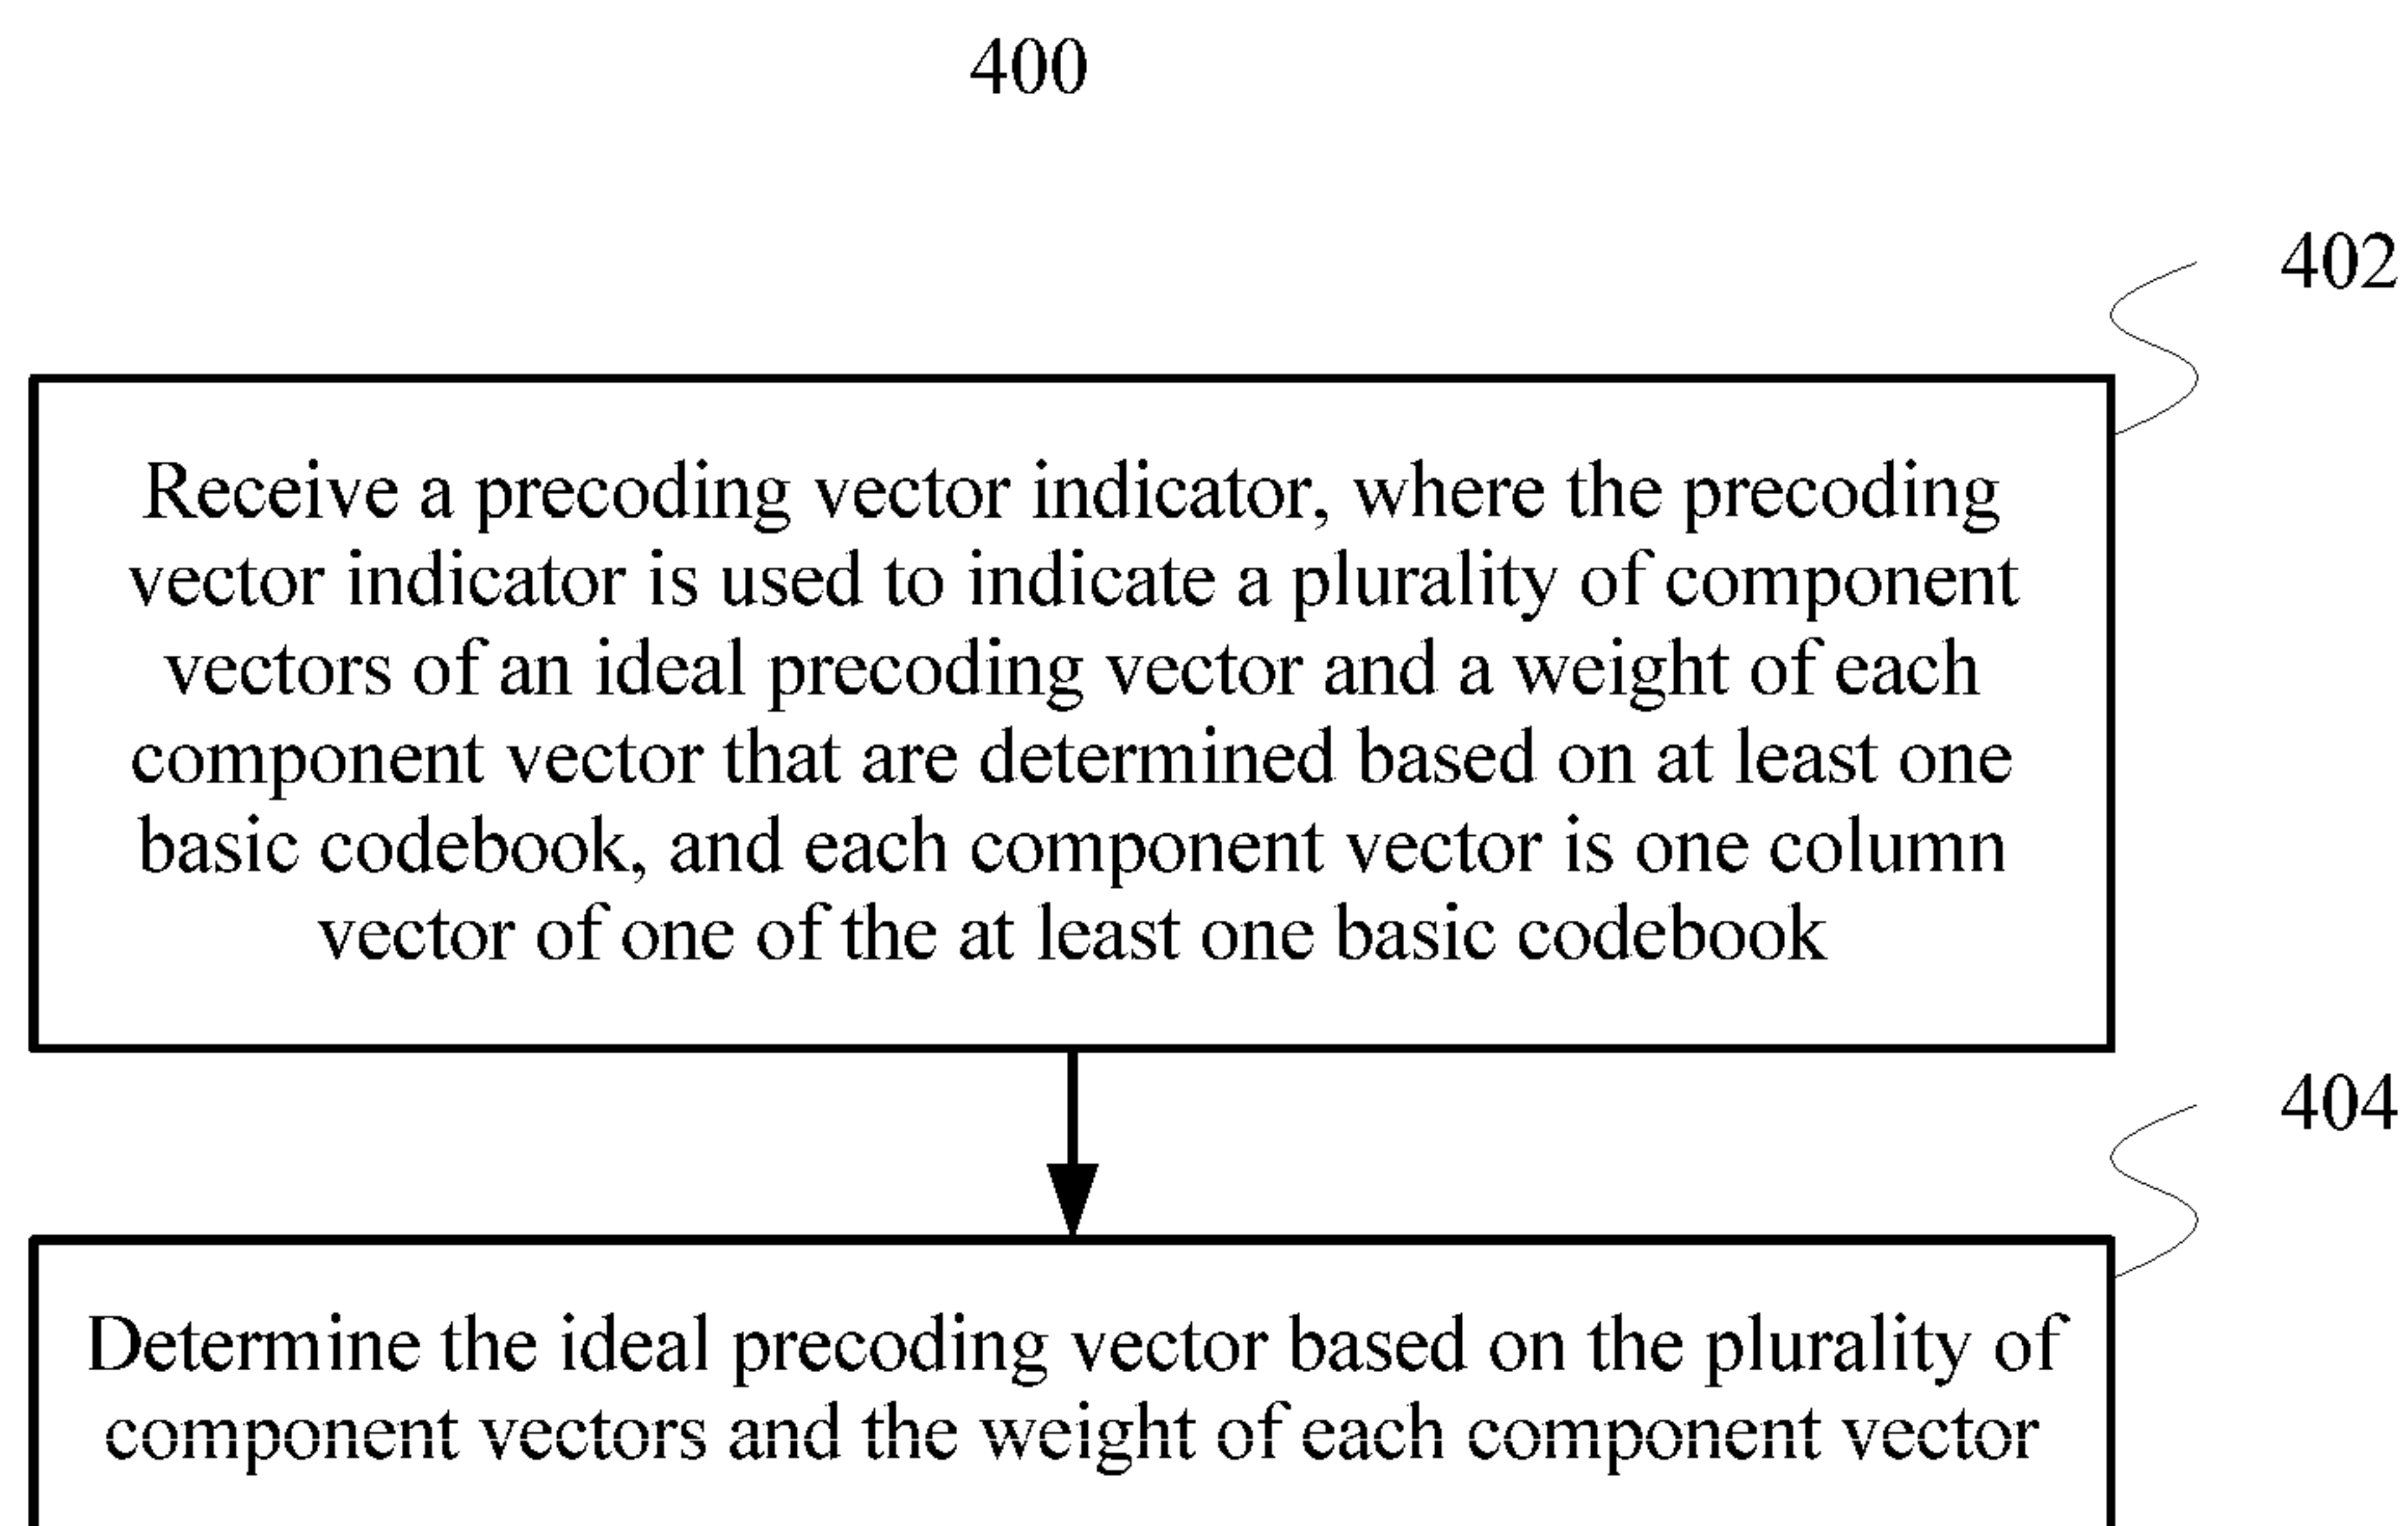 400
402
Receive a precoding vector indicator, where the precoding
vector indicator is used to indicate a plurality of component
vectors of an ideal precoding vector and a weight of each
component vector that are determined based on at least one
basic codebook, and each component vector is one column
vector of one of the at least one basic codebook
404
Determine the ideal precoding vector based on the plurality of
component vectors and the weight of each component vector